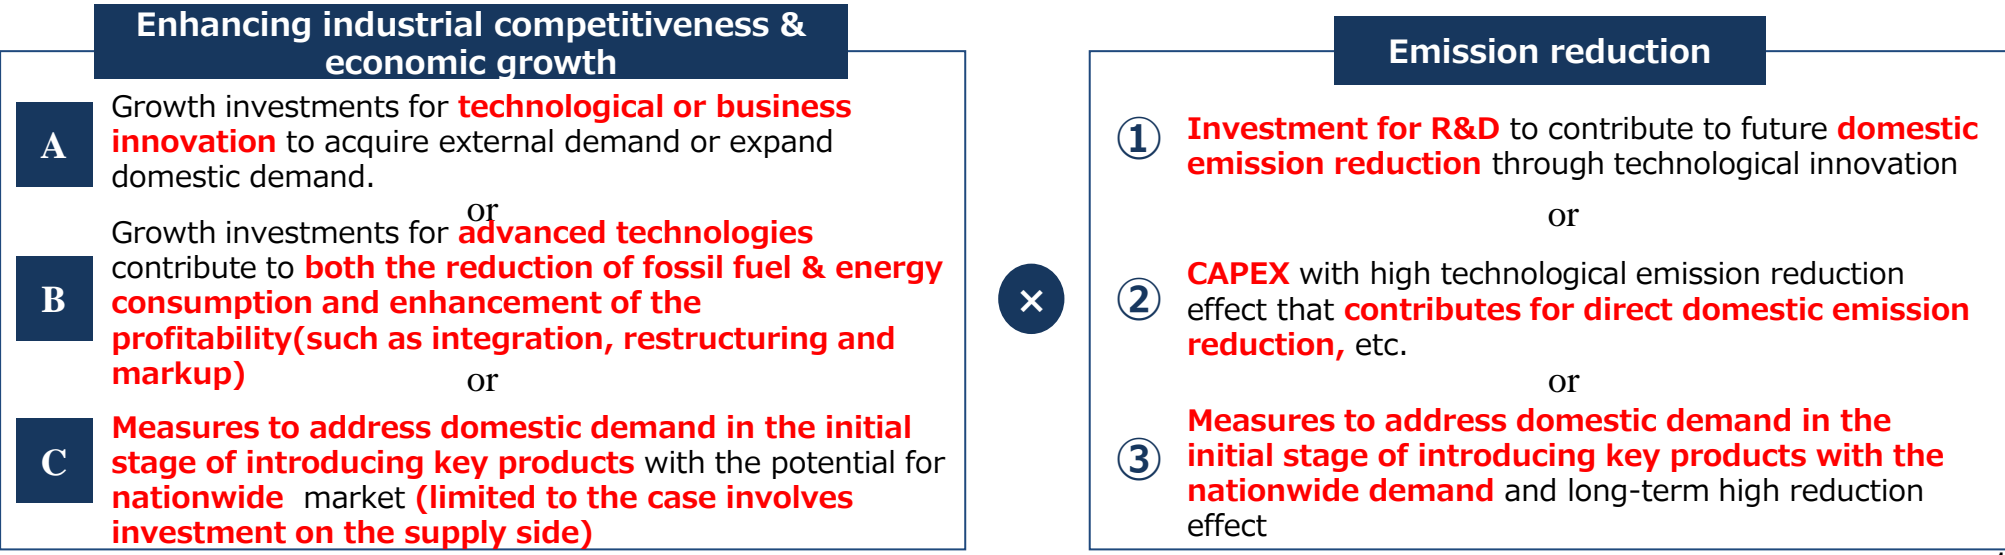 Enhancing industrial competitiveness &
economic growth
A
Growth investments for technological or business
innovation to acquire external demand or expand
domestic demand.
or
B
Growth investments for advanced technologies
contribute to both the reduction of fossil fuel & energy
consumption and enhancement of the
profitability(such as integration, restructuring and
markup)
or
C
Measures to address domestic demand in the initial
stage of introducing key products with the potential for
nationwide market (limited to the case involves
investment on the supply side)
×
Emission reduction
①
Investment for R&D to contribute to future domestic
emission reduction through technological innovation
or
②
CAPEX with high technological emission reduction
effect that contributes for direct domestic emission
reduction, etc.
or
③
Measures to address domestic demand in the
initial stage of introducing key products with the
nationwide demand and long-term high reduction
effect